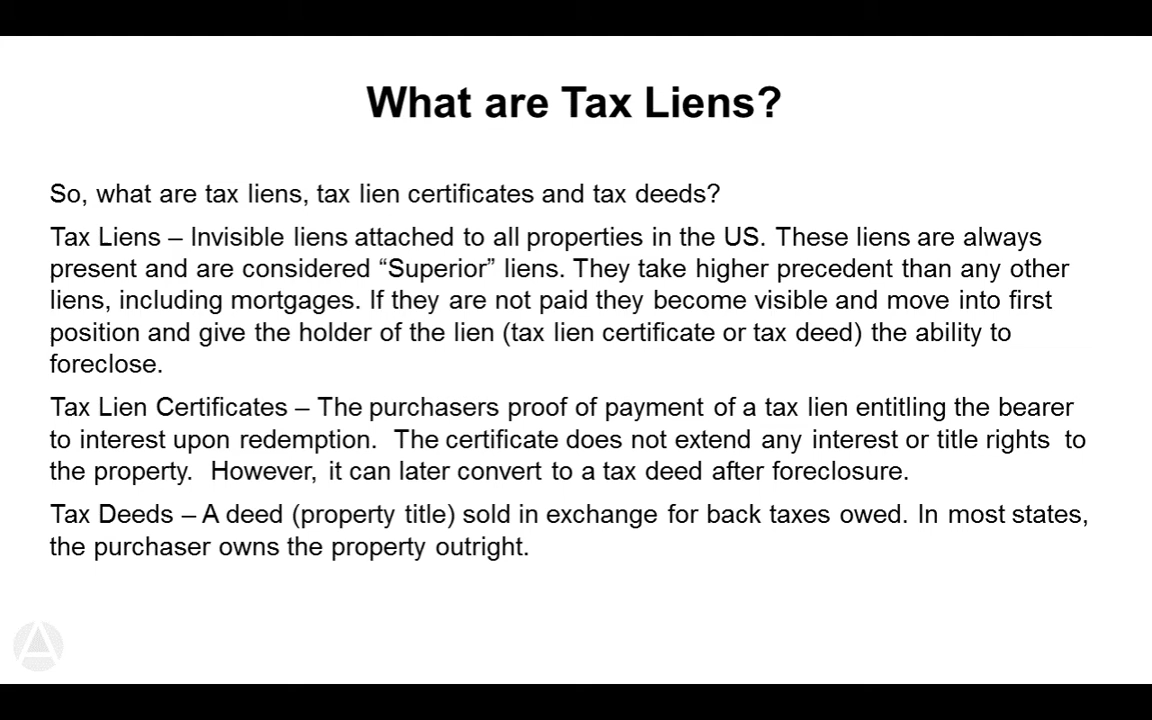 What are Tax Liens?
So, what are tax liens, tax lien certificates and tax deeds?
Tax Liens – Invisible liens attached to all properties in the US. These liens are always
present and are considered “Superior” liens. They take higher precedent than any other
liens, including mortgages. If they are not paid they become visible and move into first
position and give the holder of the lien (tax lien certificate or tax deed) the ability to
foreclose.
Tax Lien Certificates – The purchasers proof of payment of a tax lien entitling the bearer
to interest upon redemption.  The certificate does not extend any interest or title rights  to
the property.  However, it can later convert to a tax deed after foreclosure.
Tax Deeds – A deed (property title) sold in exchange for back taxes owed. In most states,
the purchaser owns the property outright.